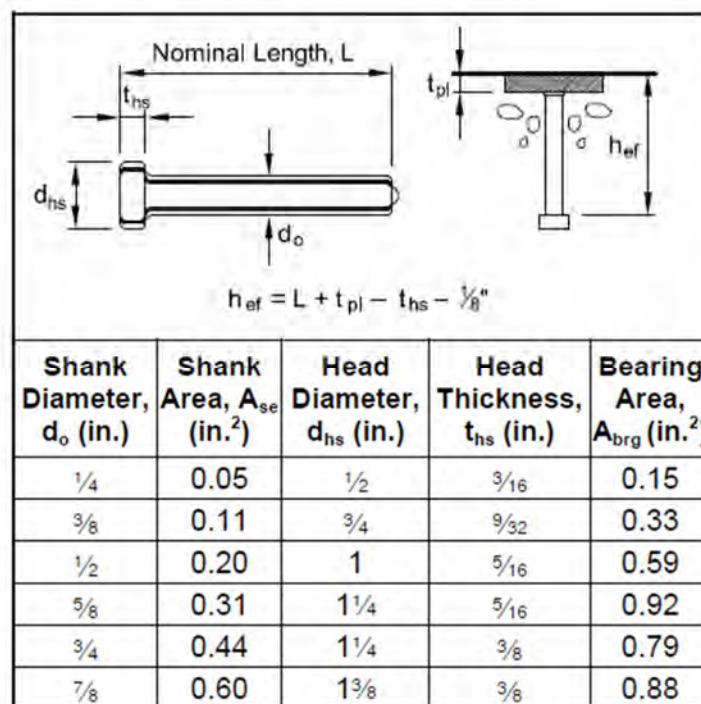 Nominal Length, L
t_hs
t_pl
h_ef
d_hs
d_o
h_ef = L + t_pl – t_hs – ⅛"
Shank Diameter, d_o (in.) | Shank Area, A_se (in.²) | Head Diameter, d_hs (in.) | Head Thickness, t_hs (in.) | Bearing Area, A_brg (in.²)
¼ | 0.05 | ½ | 3⁄16 | 0.15
⅜ | 0.11 | ¾ | 9⁄32 | 0.33
½ | 0.20 | 1 | 5⁄16 | 0.59
⅝ | 0.31 | 1¼ | 5⁄16 | 0.92
¾ | 0.44 | 1¼ | ⅜ | 0.79
⅞ | 0.60 | 1⅜ | ⅜ | 0.88